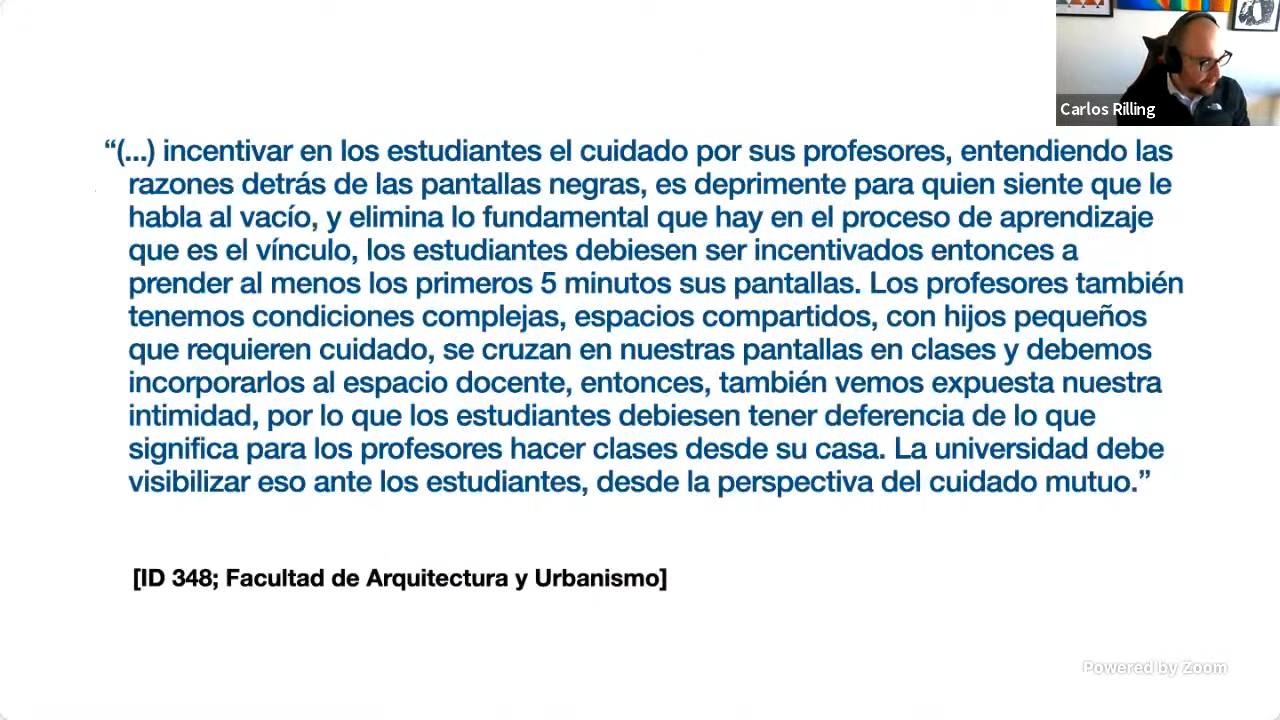 Carlos Rilling
“(...) incentivar en los estudiantes el cuidado por sus profesores, entendiendo las
razones detrás de las pantallas negras, es deprimente para quien siente que le
habla al vacío, y elimina lo fundamental que hay en el proceso de aprendizaje
que es el vínculo, los estudiantes debiesen ser incentivados entonces a
prender al menos los primeros 5 minutos sus pantallas. Los profesores también
tenemos condiciones complejas, espacios compartidos, con hijos pequeños
que requieren cuidado, se cruzan en nuestras pantallas en clases y debemos
incorporarlos al espacio docente, entonces, también vemos expuesta nuestra
intimidad, por lo que los estudiantes debiesen tener deferencia de lo que
significa para los profesores hacer clases desde su casa. La universidad debe
visibilizar eso ante los estudiantes, desde la perspectiva del cuidado mutuo.”
[ID 348; Facultad de Arquitectura y Urbanismo]
Powered by Zoom